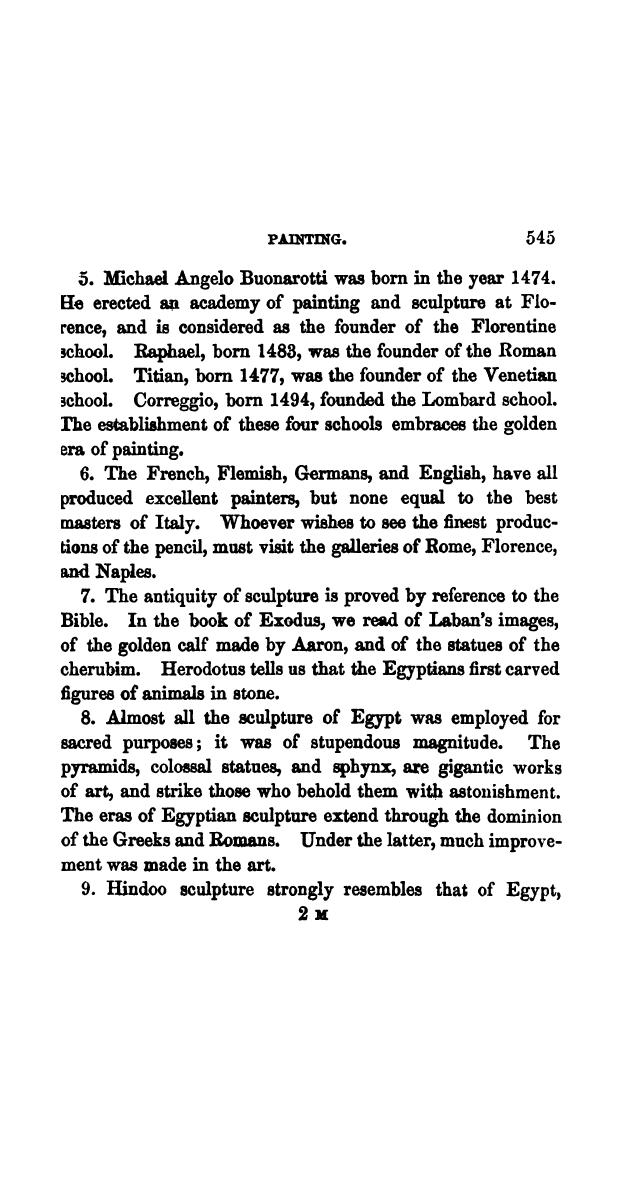 PAINTING. 545
5. Michael Angelo Buonarotti was born in the year 1474.
He erected an academy of painting and sculpture at Flo-
rence, and is considered as the founder of the Florentine
school. Raphael, born 1483, was the founder of the Roman
school. Titian, born 1477, was the founder of the Venetian
school. Correggio, born 1494, founded the Lombard school.
The establishment of these four schools embraces the golden
era of painting.
6. The French, Flemish, Germans, and English, have all
produced excellent painters, but none equal to the best
masters of Italy. Whoever wishes to see the finest produc-
tions of the pencil, must visit the galleries of Rome, Florence,
and Naples.
7. The antiquity of sculpture is proved by reference to the
Bible. In the book of Exodus, we read of Laban's images,
of the golden calf made by Aaron, and of the statues of the
cherubim. Herodotus tells us that the Egyptians first carved
figures of animals in stone.
8. Almost all the sculpture of Egypt was employed for
sacred purposes; it was of stupendous magnitude. The
pyramids, colossal statues, and sphynx, are gigantic works
of art, and strike those who behold them with astonishment.
The eras of Egyptian sculpture extend through the dominion
of the Greeks and Romans. Under the latter, much improve-
ment was made in the art.
9. Hindoo sculpture strongly resembles that of Egypt,
2 M